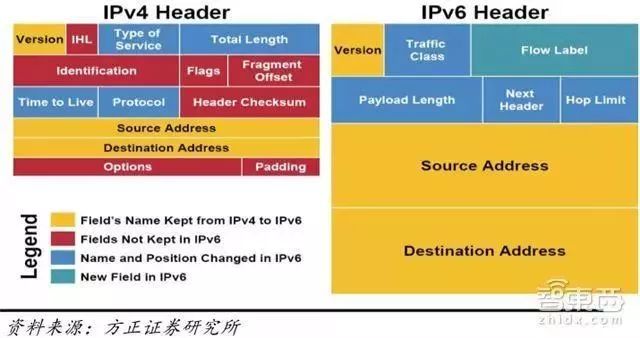 IPv4 Header
Version IHL Type of Service Total Length
Identification Flags Fragment Offset
Time to Live Protocol Header Checksum
Source Address
Destination Address
Options Padding
IPv6 Header
Version Traffic Class Flow Label
Payload Length Next Header Hop Limit
Source Address
Destination Address
Legend
Field's Name Kept from IPv4 to IPv6
Fields Not Kept in IPv6
Name and Position Changed in IPv6
New Field in IPv6
资料来源：方正证券研究所
智東西
zhidx.com